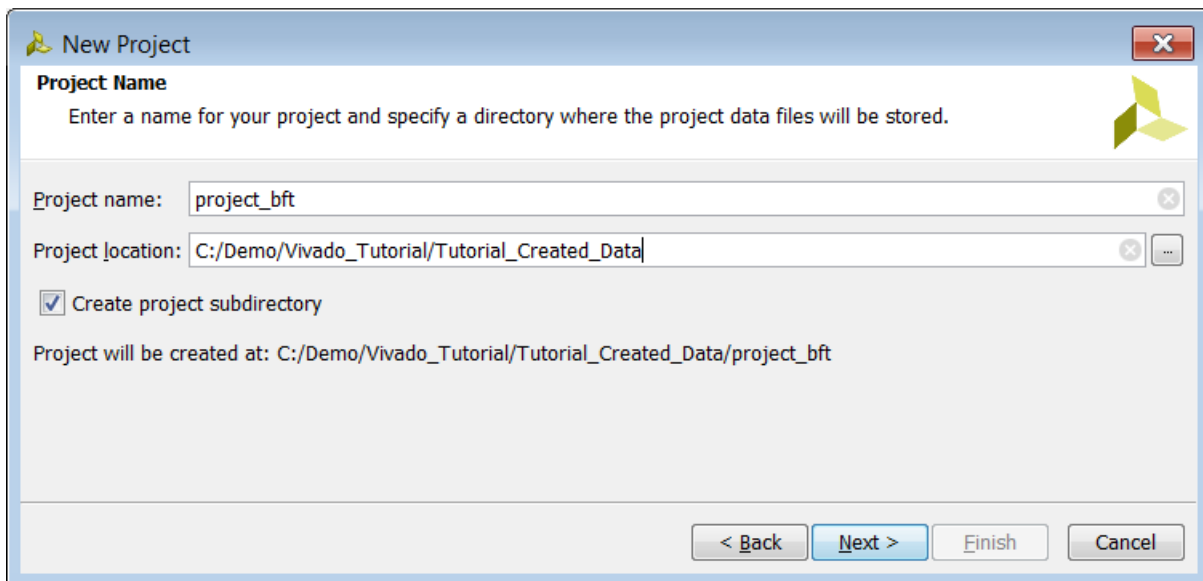 New Project
Project Name
Enter a name for your project and specify a directory where the project data files will be stored.
Project name: project_bft
Project location: C:/Demo/Vivado_Tutorial/Tutorial_Created_Data ...
Create project subdirectory
Project will be created at: C:/Demo/Vivado_Tutorial/Tutorial_Created_Data/project_bft
< Back Next > Finish Cancel